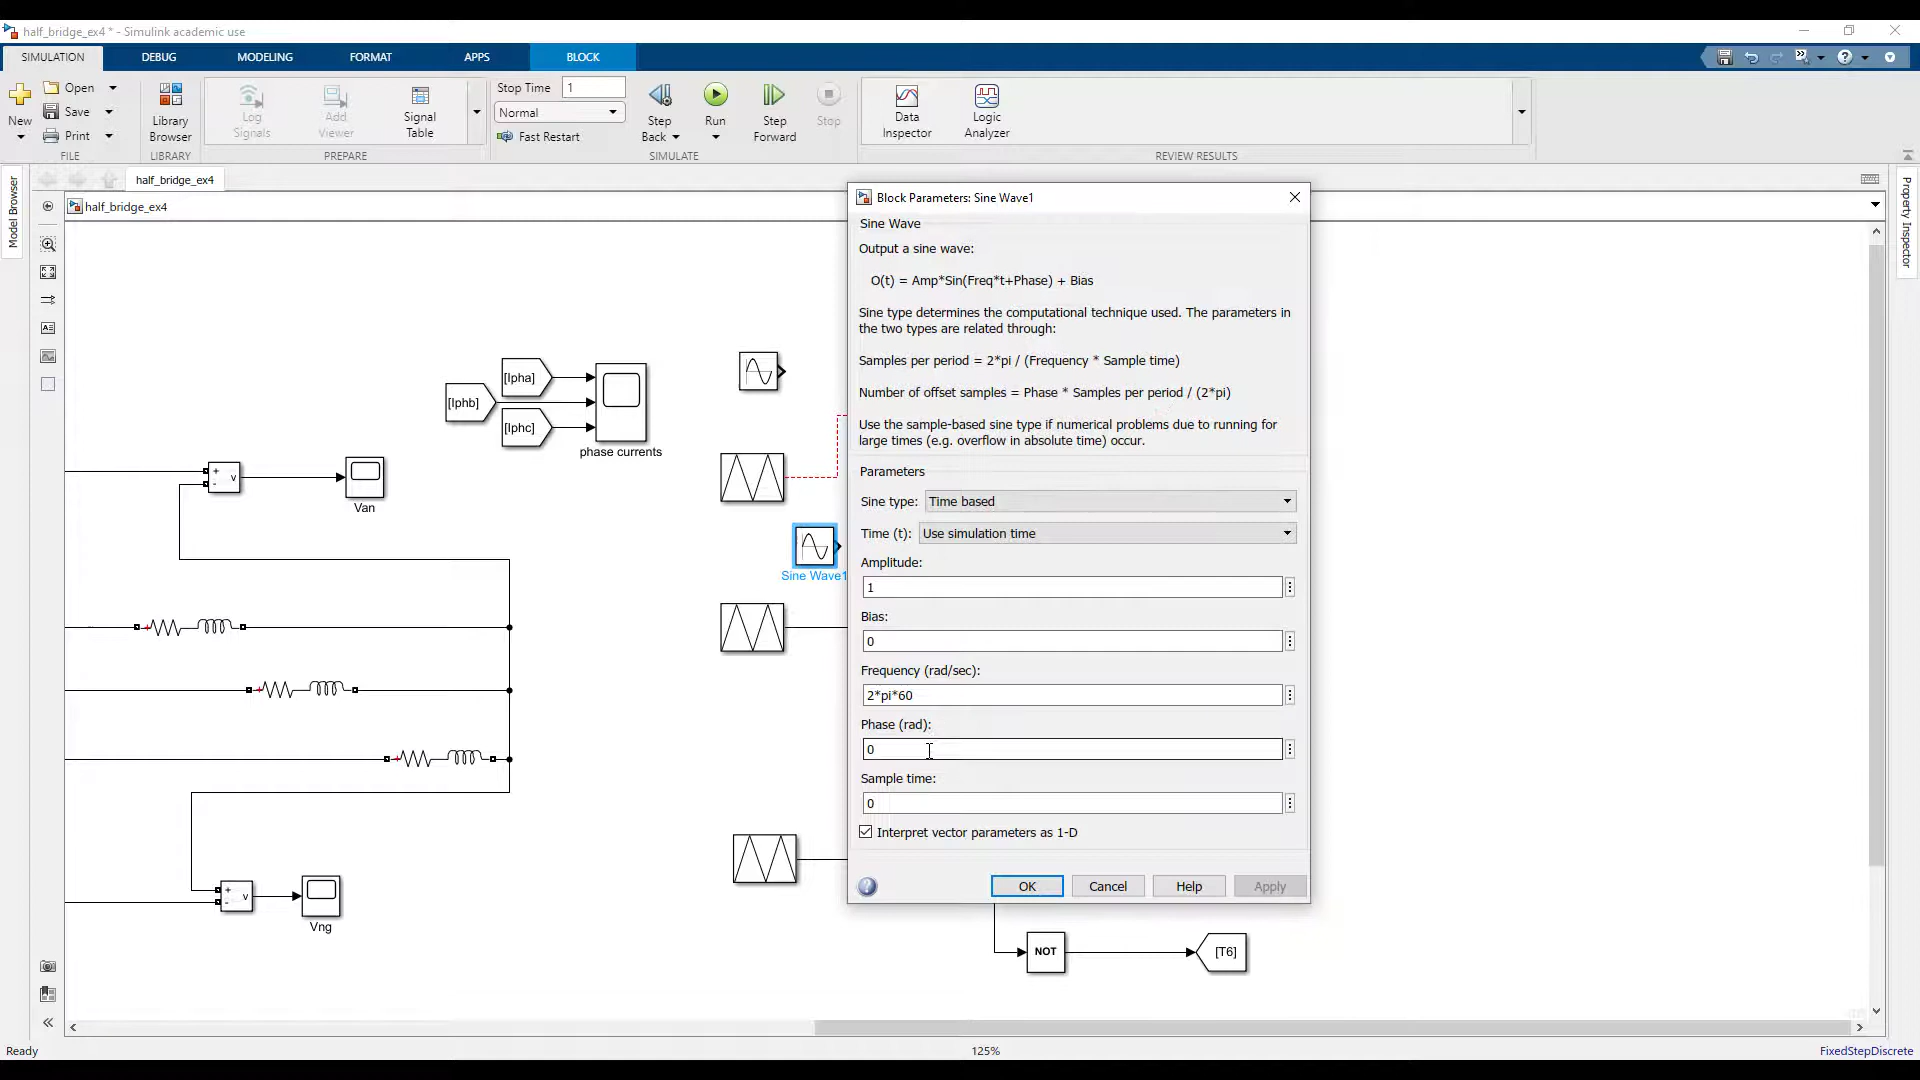 half_bridge_ex4 * - Simulink academic use
SIMULATION
DEBUG
MODELING
FORMAT
APPS
BLOCK
New
Open
Save
Print
FILE
Library
Browser
LIBRARY
Log
Signals
Add
Viewer
Signal
Table
PREPARE
Stop Time 1
Normal
Fast Restart
Step
Back
Run
Step
Forward
Stop
SIMULATE
Data
Inspector
Logic
Analyzer
REVIEW RESULTS
Model Browser
half_bridge_ex4
half_bridge_ex4
Property Inspector
[Ipha]
[Iphb]
[Iphc]
phase currents
+
-
v
Van
Sine Wave1
+
-
v
Vng
NOT
[T6]
Block Parameters: Sine Wave1
Sine Wave
Output a sine wave:
O(t) = Amp*Sin(Freq*t+Phase) + Bias
Sine type determines the computational technique used. The parameters in
the two types are related through:
Samples per period = 2*pi / (Frequency * Sample time)
Number of offset samples = Phase * Samples per period / (2*pi)
Use the sample-based sine type if numerical problems due to running for
large times (e.g. overflow in absolute time) occur.
Parameters
Sine type: Time based
Time (t): Use simulation time
Amplitude:
1
Bias:
0
Frequency (rad/sec):
2*pi*60
Phase (rad):
0
Sample time:
0
Interpret vector parameters as 1-D
OK
Cancel
Help
Apply
Ready
125%
FixedStepDiscrete